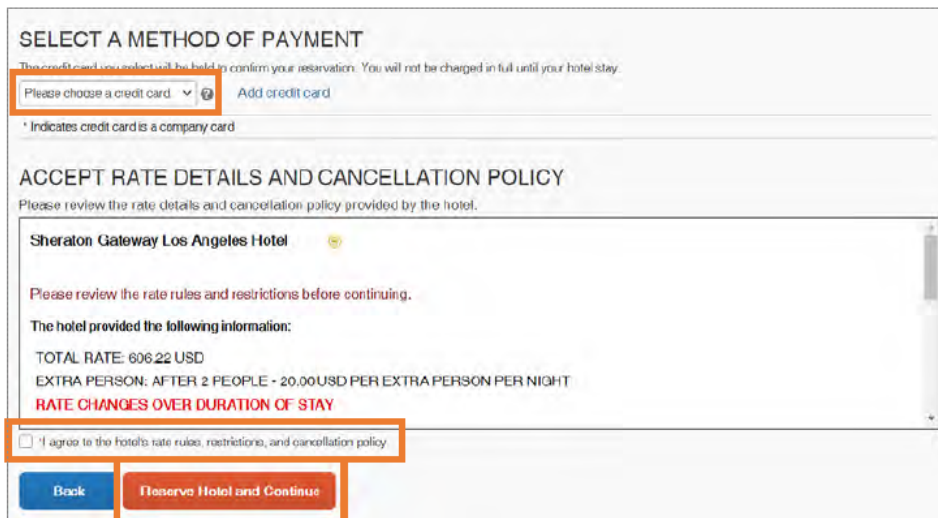 SELECT A METHOD OF PAYMENT
The credit card you select will be held to confirm your reservation. You will not be charged in full until your hotel stay.
Please choose a credit card. Add credit card
* Indicates credit card is a company card
ACCEPT RATE DETAILS AND CANCELLATION POLICY
Please review the rate details and cancellation policy provided by the hotel.
Sheraton Gateway Los Angeles Hotel
Please review the rate rules and restrictions before continuing.
The hotel provided the following information:
TOTAL RATE: 606.22 USD
EXTRA PERSON: AFTER 2 PEOPLE - 20.00USD PER EXTRA PERSON PER NIGHT
RATE CHANGES OVER DURATION OF STAY
*I agree to the hotel's rate rules, restrictions, and cancellation policy
Back Reserve Hotel and Continue